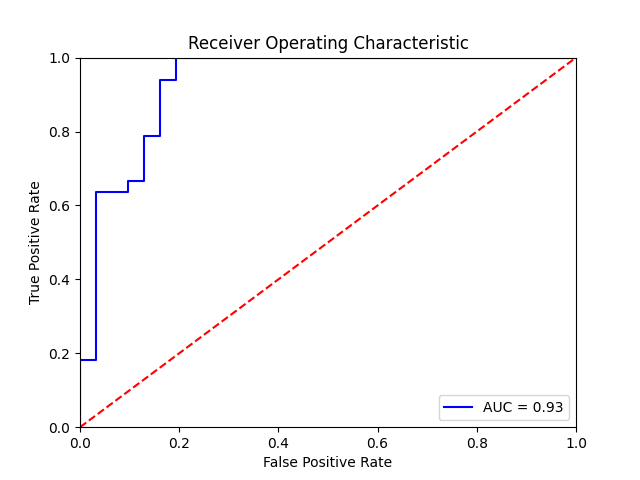 Receiver Operating Characteristic
1.0
0.8
0.6
0.4
0.2
0.0
True Positive Rate
AUC = 0.93
0.0 0.2 0.4 0.6 0.8 1.0
False Positive Rate